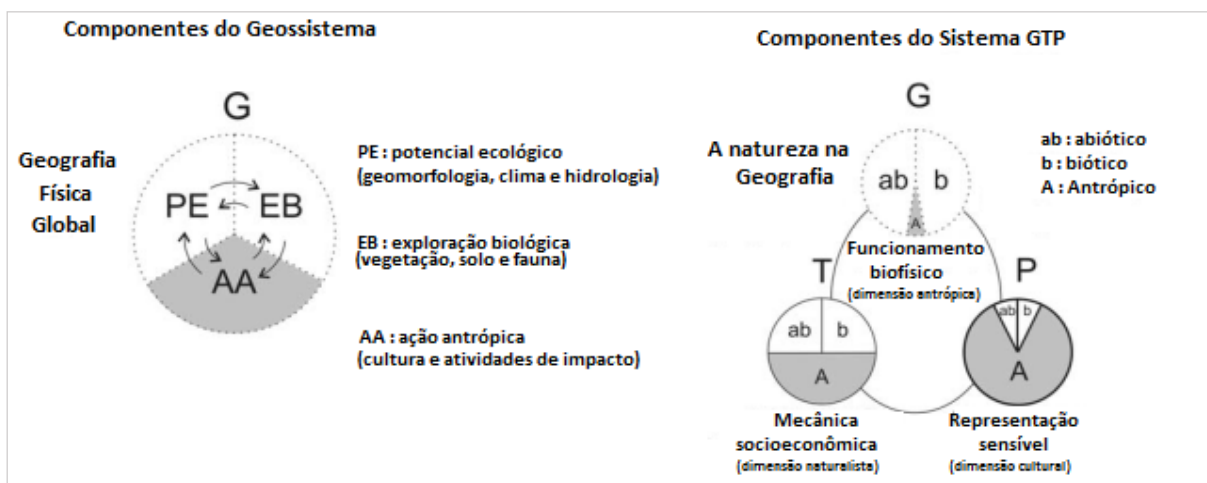 Componentes do Geossistema
G
Geografia
Física
Global
PE
EB
AA
PE : potencial ecológico
(geomorfologia, clima e hidrologia)
EB : exploração biológica
(vegetação, solo e fauna)
AA : ação antrópica
(cultura e atividades de impacto)
Componentes do Sistema GTP
G
A natureza na
Geografia
ab
b
A
ab : abiótico
b : biótico
A : Antrópico
Funcionamento
biofísico
(dimensão antrópica)
T
ab
b
A
Mecânica
socioeconômica
(dimensão naturalista)
P
ab
b
A
Representação
sensível
(dimensão cultural)